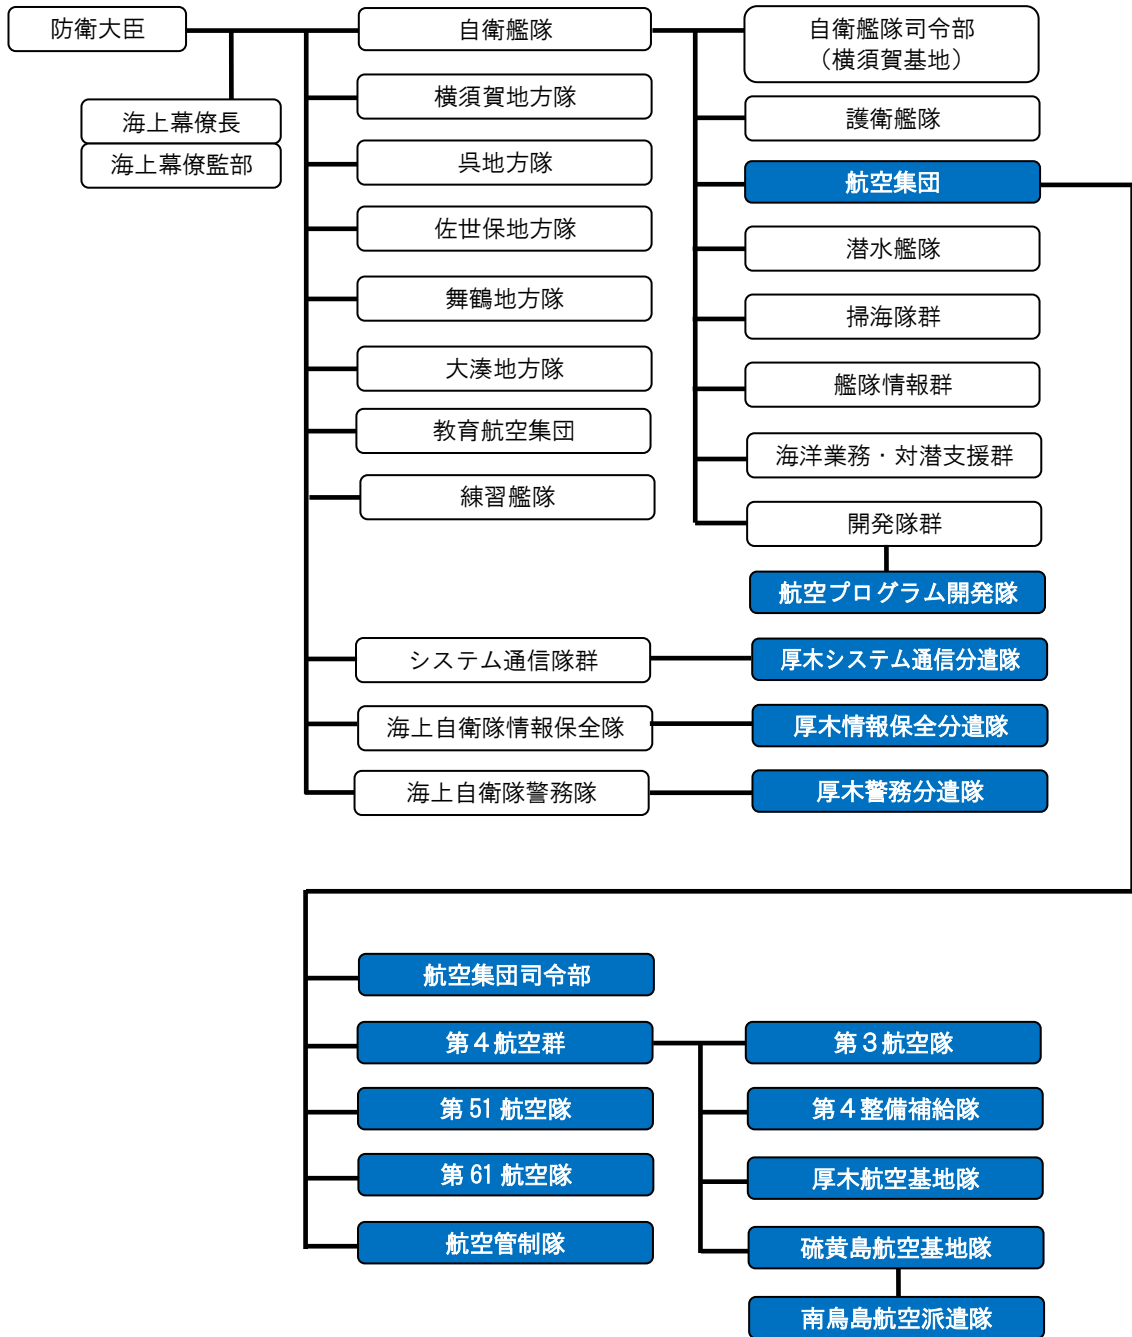 防衛大臣
海上幕僚長
海上幕僚監部
自衛艦隊
横須賀地方隊
呉地方隊
佐世保地方隊
舞鶴地方隊
大湊地方隊
教育航空集団
練習艦隊
システム通信隊群
海上自衛隊情報保全隊
海上自衛隊警務隊
自衛艦隊司令部
（横須賀基地）
護衛艦隊
航空集団
潜水艦隊
掃海隊群
艦隊情報群
海洋業務・対潜支援群
開発隊群
航空プログラム開発隊
厚木システム通信分遣隊
厚木情報保全分遣隊
厚木警務分遣隊
航空集団司令部
第４航空群
第51航空隊
第61航空隊
航空管制隊
第３航空隊
第４整備補給隊
厚木航空基地隊
硫黄島航空基地隊
南鳥島航空派遣隊